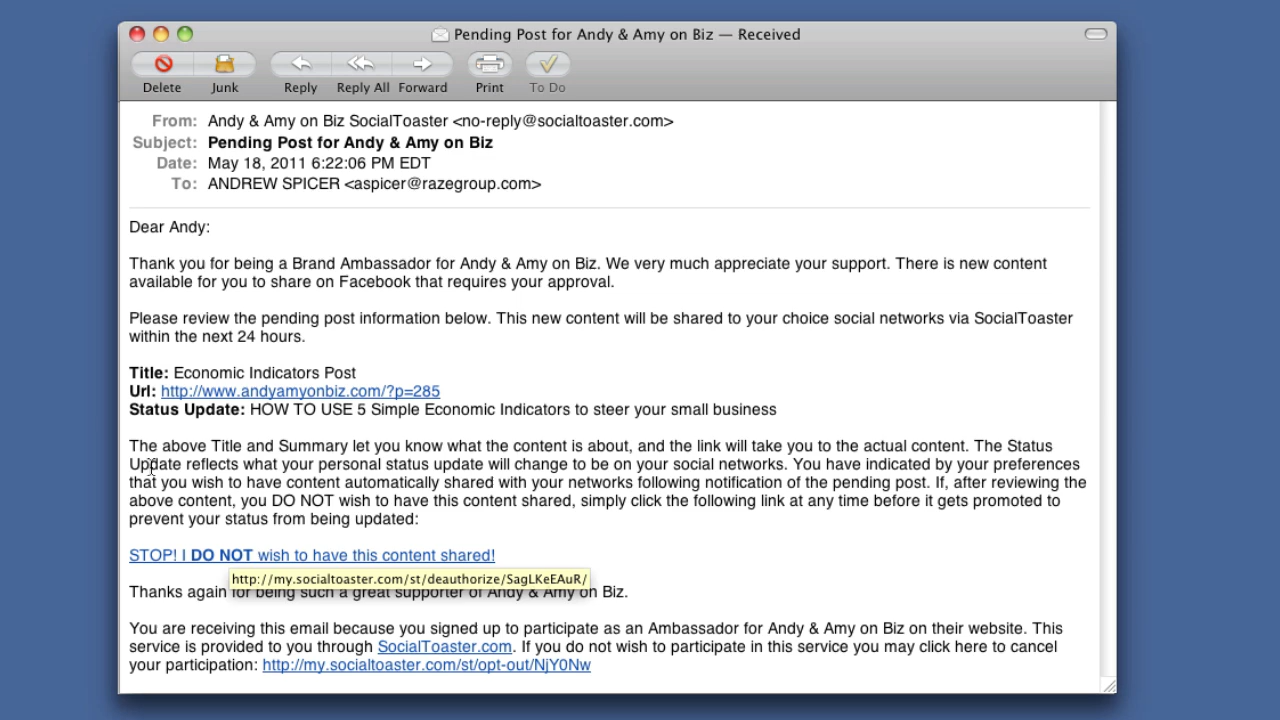 Pending Post for Andy & Amy on Biz — Received
Delete Junk Reply Reply All Forward Print To Do
From: Andy & Amy on Biz SocialToaster <no-reply@socialtoaster.com>
Subject: Pending Post for Andy & Amy on Biz
Date: May 18, 2011 6:22:06 PM EDT
To: ANDREW SPICER <aspicer@razegroup.com>
Dear Andy:
Thank you for being a Brand Ambassador for Andy & Amy on Biz. We very much appreciate your support. There is new content
available for you to share on Facebook that requires your approval.
Please review the pending post information below. This new content will be shared to your choice social networks via SocialToaster
within the next 24 hours.
Title: Economic Indicators Post
Url: http://www.andyamyonbiz.com/?p=285
Status Update: HOW TO USE 5 Simple Economic Indicators to steer your small business
The above Title and Summary let you know what the content is about, and the link will take you to the actual content. The Status
Update reflects what your personal status update will change to be on your social networks. You have indicated by your preferences
that you wish to have content automatically shared with your networks following notification of the pending post. If, after reviewing the
above content, you DO NOT wish to have this content shared, simply click the following link at any time before it gets promoted to
prevent your status from being updated:
STOP! I DO NOT wish to have this content shared!
http://my.socialtoaster.com/st/deauthorize/SagLKeEAuR/
Thanks again for being such a great supporter of Andy & Amy on Biz.
You are receiving this email because you signed up to participate as an Ambassador for Andy & Amy on Biz on their website. This
service is provided to you through SocialToaster.com. If you do not wish to participate in this service you may click here to cancel
your participation: http://my.socialtoaster.com/st/opt-out/NjY0Nw